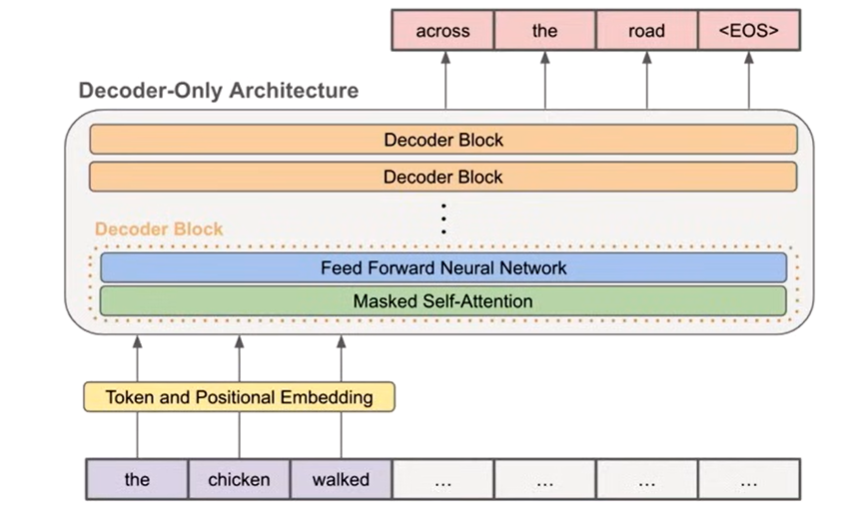 across the road <EOS>
Decoder-Only Architecture
Decoder Block
Decoder Block
⋮
Decoder Block
Feed Forward Neural Network
Masked Self-Attention
Token and Positional Embedding
the chicken walked ... ... ... ...